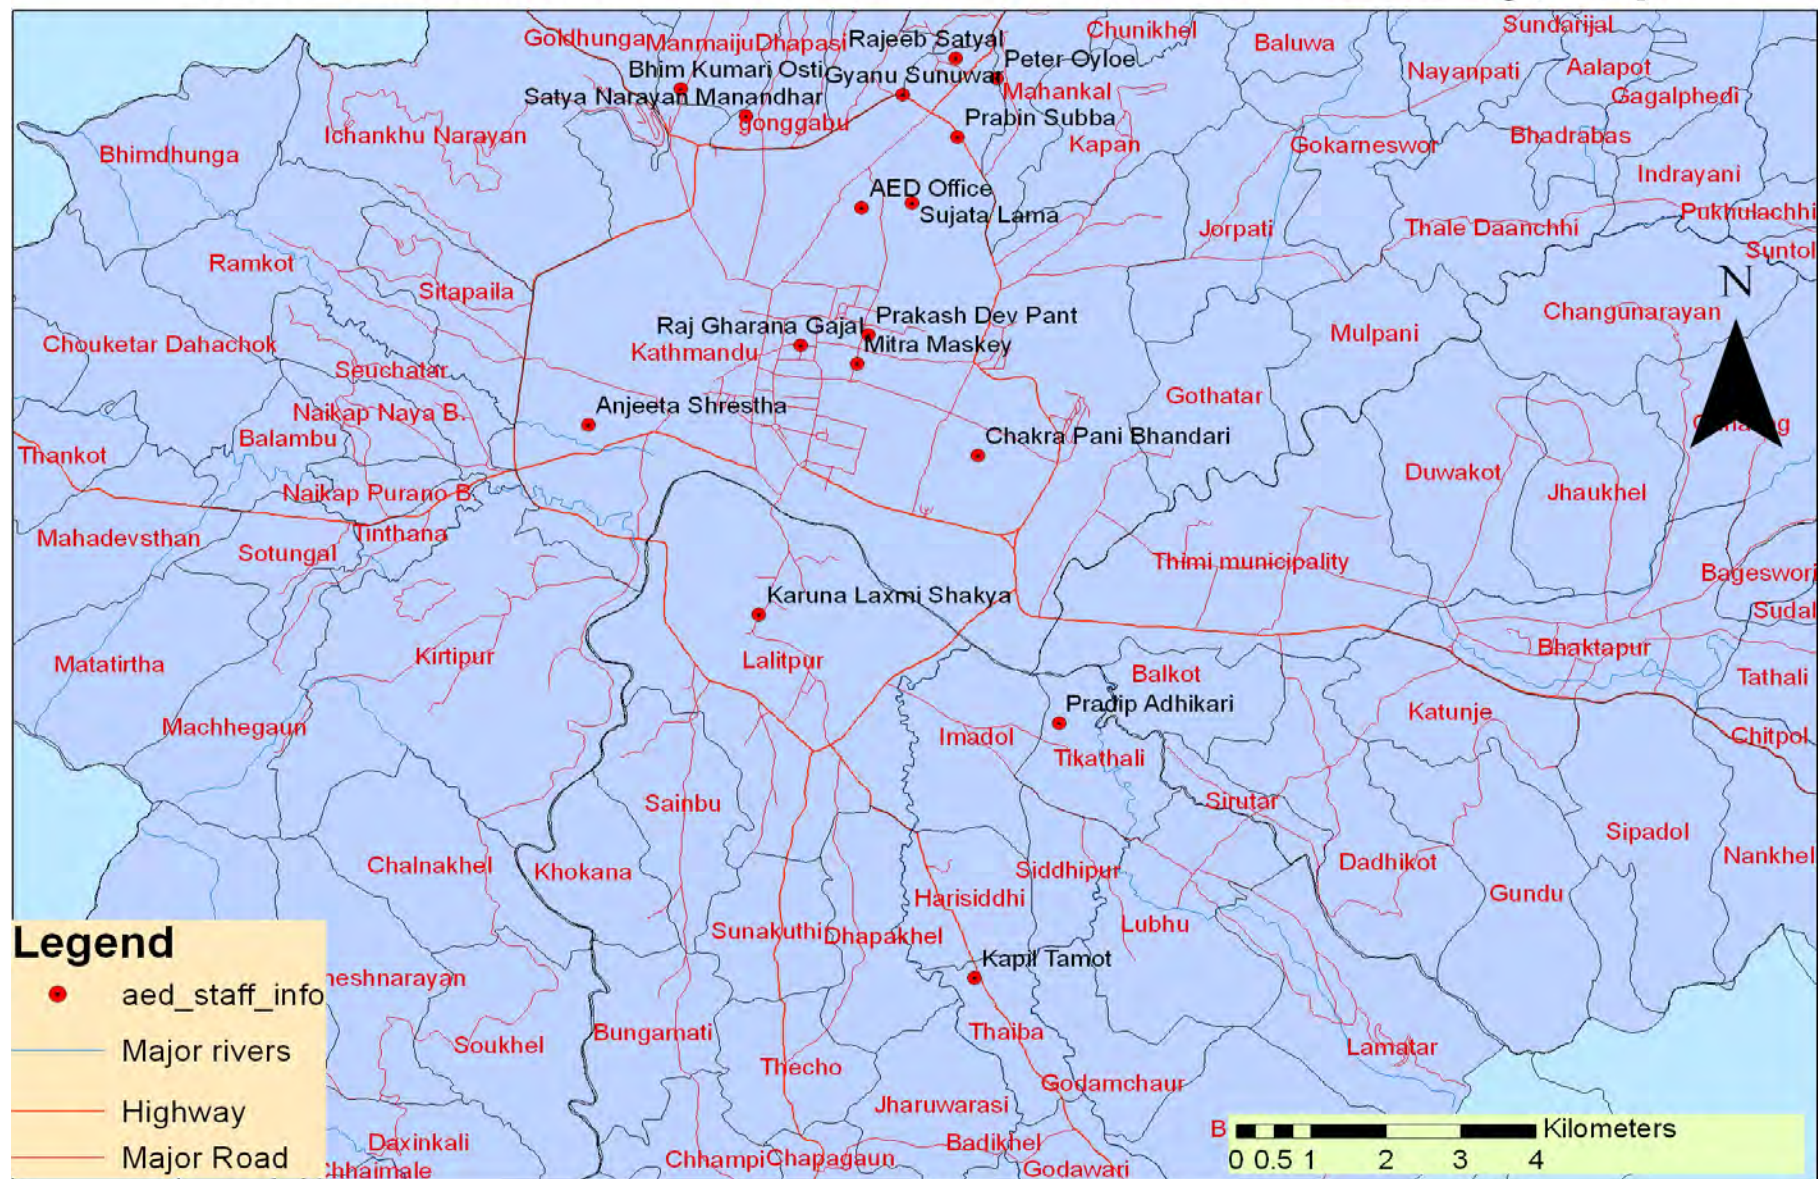 Sundarijal
Chunikhel
Goldhunga
Manmaiju
Dhapasi
Rajeeb Satyal
Baluwa
Peter Oyloe
Nayanpati
Aalapot
Bhim Kumari Osti
Gyanu Sunuwar
Mahankal
Gagalphedi
Satya Narayan Manandhar
gonggabu
Prabin Subba
Ichankhu Narayan
Kapan
Gokarneswor
Bhadrabas
Bhimdhunga
Indrayani
AED Office
Sujata Lama
Pukhulachhi
Jorpati
Thale Daanchhi
Suntol
Ramkot
Sitapaila
N
Changunarayan
Prakash Dev Pant
Raj Gharana Gajal
Mulpani
Chouketar Dahachok
Kathmandu
Mitra Maskey
Seuchatar
Gothatar
Anjeeta Shrestha
Naikap Naya B.
Balambu
Chakra Pani Bhandari
Thankot
Duwakot
Jhaukhel
Naikap Purano B.
Mahadevsthan
Tinthana
Sotungal
Thimi municipality
Bageswori
Karuna Laxmi Shakya
Sudal
Matatirtha
Kirtipur
Lalitpur
Bhaktapur
Balkot
Tathali
Pradip Adhikari
Machhegaun
Katunje
Imadol
Chitpol
Tikathali
Sainbu
Sirutar
Sipadol
Chalnakhel
Khokana
Siddhipur
Dadhikot
Nankhel
Harisiddhi
Gundu
Lubhu
Sunakuthi
Dhapakhel
Kapil Tamot
heshnarayan
Soukhel
Bungamati
Thaiba
Lamatar
Thecho
Godamchaur
Jharuwarasi
Daxinkali
Badikhel
B
Chhampi
Chapagaun
Godawari
Chhaimale
Legend
aed_staff_info
Major rivers
Highway
Major Road
Kilometers
0 0.5 1 2 3 4